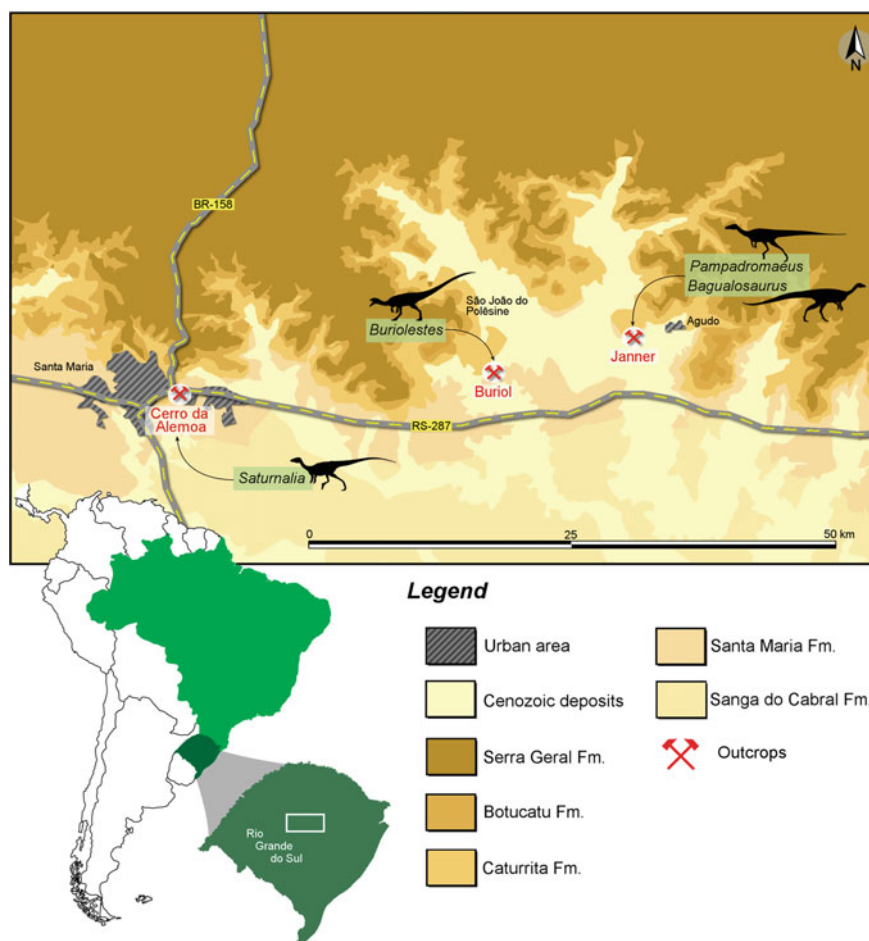 N
BR-158
Pampadromaeus
Bagualosaurus
São João do
Polêsine
Buriolestes
Agudo
Janner
Santa Maria
Buriol
Cerro da
Alemoa
RS-287
Saturnalia
0
25
50 km
Legend
Urban area
Cenozoic deposits
Serra Geral Fm.
Botucatu Fm.
Caturrita Fm.
Santa Maria Fm.
Sanga do Cabral Fm.
Outcrops
Rio
Grande
do Sul